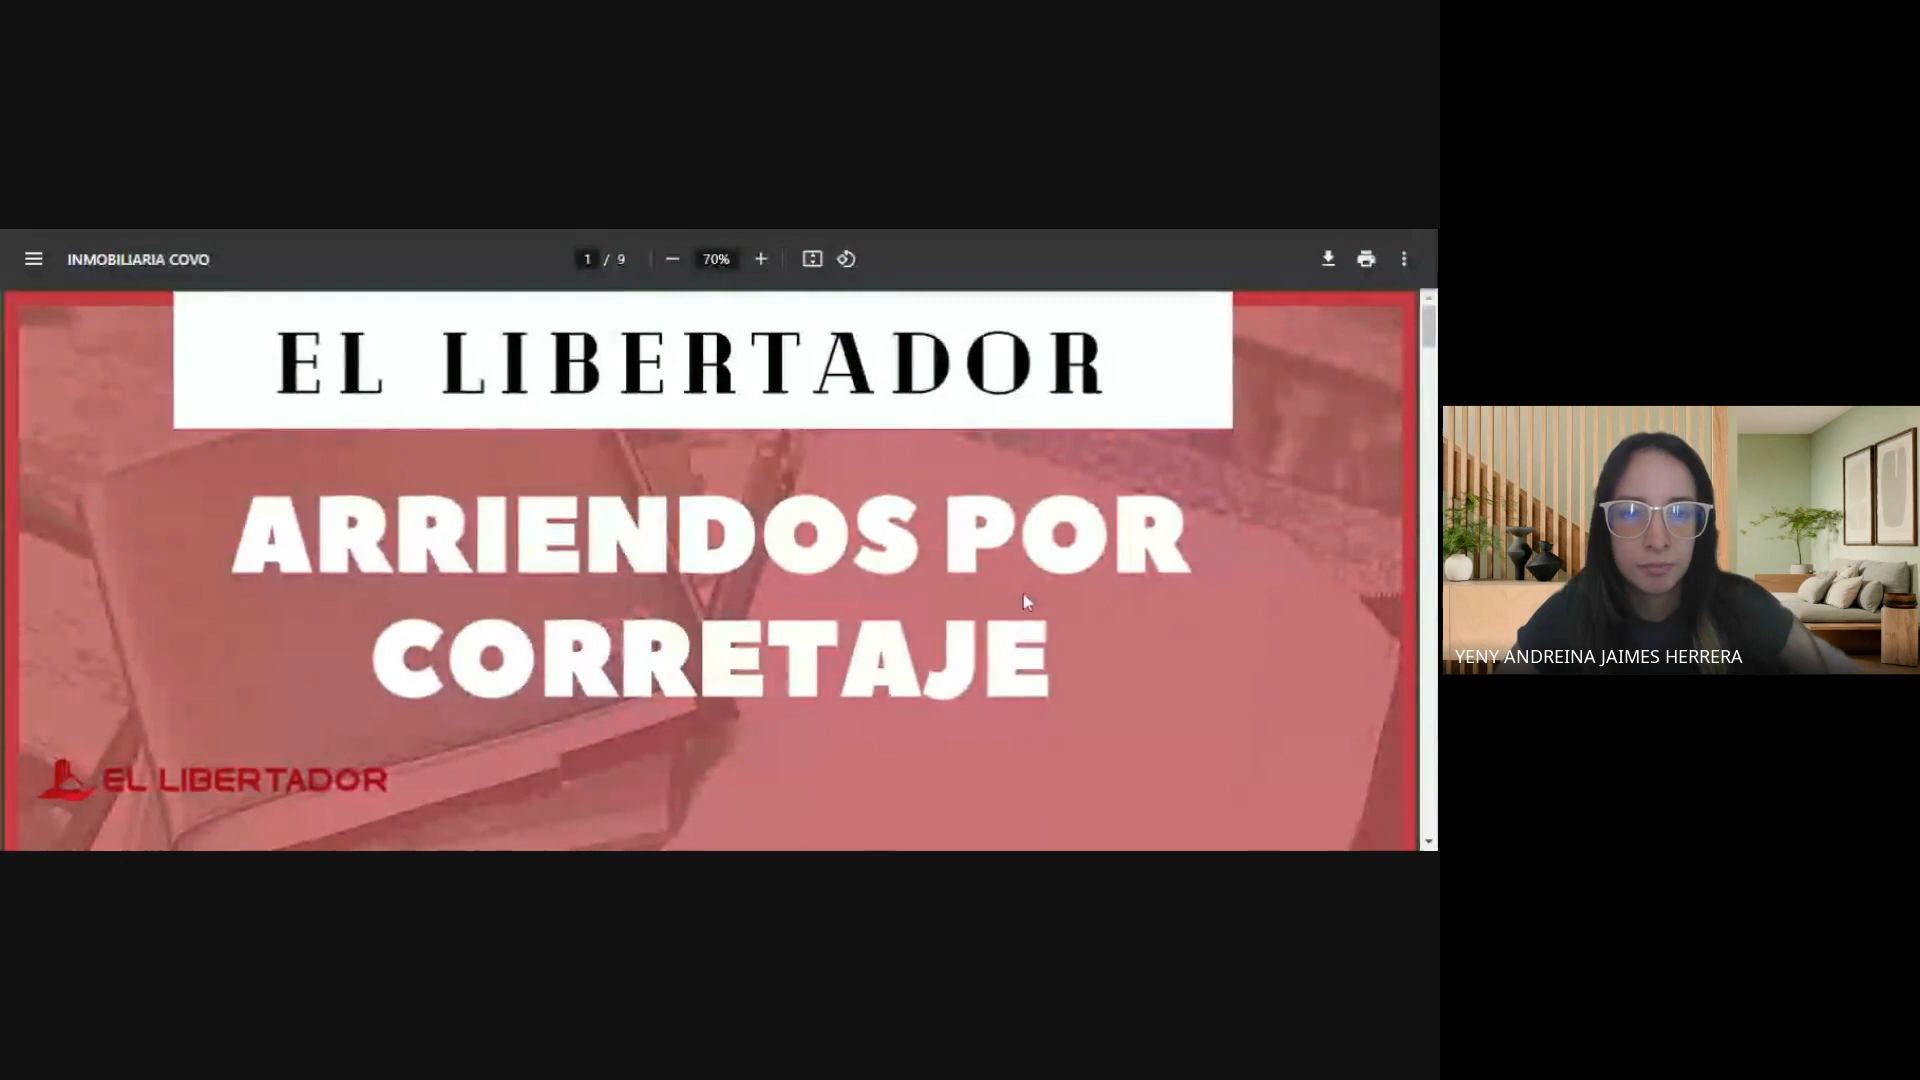 INMOBILIARIA COVO
1 / 9
70%
EL LIBERTADOR
ARRIENDOS POR
CORRETAJE
EL LIBERTADOR
YENY ANDREINA JAIMES HERRERA